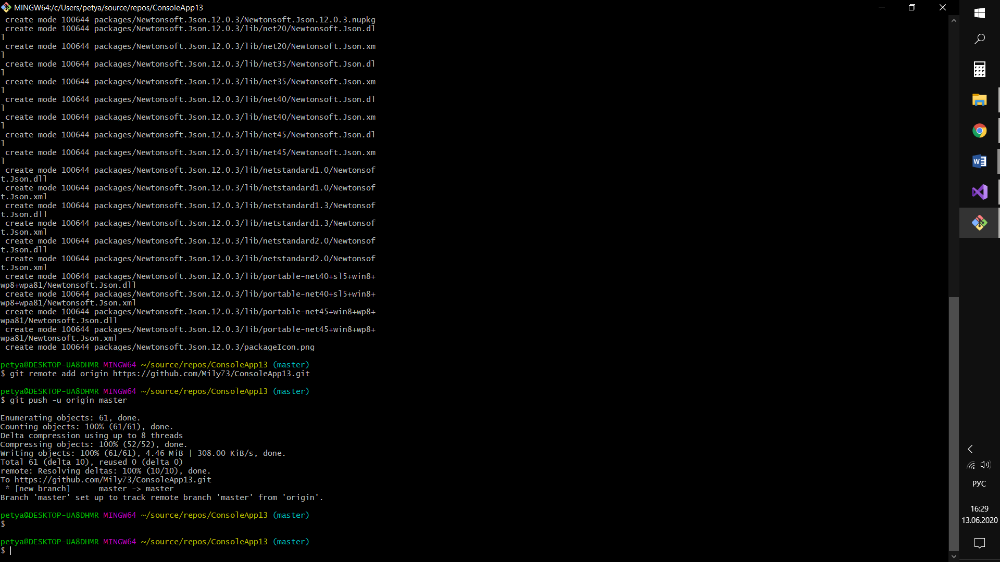 MINGW64:/c/Users/petya/source/repos/ConsoleApp13
create mode 100644 packages/Newtonsoft.Json.12.0.3/Newtonsoft.Json.12.0.3.nupkg
create mode 100644 packages/Newtonsoft.Json.12.0.3/lib/net20/Newtonsoft.Json.dl
l
create mode 100644 packages/Newtonsoft.Json.12.0.3/lib/net20/Newtonsoft.Json.xm
l
create mode 100644 packages/Newtonsoft.Json.12.0.3/lib/net35/Newtonsoft.Json.dl
l
create mode 100644 packages/Newtonsoft.Json.12.0.3/lib/net35/Newtonsoft.Json.xm
l
create mode 100644 packages/Newtonsoft.Json.12.0.3/lib/net40/Newtonsoft.Json.dl
l
create mode 100644 packages/Newtonsoft.Json.12.0.3/lib/net40/Newtonsoft.Json.xm
l
create mode 100644 packages/Newtonsoft.Json.12.0.3/lib/net45/Newtonsoft.Json.dl
l
create mode 100644 packages/Newtonsoft.Json.12.0.3/lib/net45/Newtonsoft.Json.xm
l
create mode 100644 packages/Newtonsoft.Json.12.0.3/lib/netstandard1.0/Newtonsof
t.Json.dll
create mode 100644 packages/Newtonsoft.Json.12.0.3/lib/netstandard1.0/Newtonsof
t.Json.xml
create mode 100644 packages/Newtonsoft.Json.12.0.3/lib/netstandard1.3/Newtonsof
t.Json.dll
create mode 100644 packages/Newtonsoft.Json.12.0.3/lib/netstandard1.3/Newtonsof
t.Json.xml
create mode 100644 packages/Newtonsoft.Json.12.0.3/lib/netstandard2.0/Newtonsof
t.Json.dll
create mode 100644 packages/Newtonsoft.Json.12.0.3/lib/netstandard2.0/Newtonsof
t.Json.xml
create mode 100644 packages/Newtonsoft.Json.12.0.3/lib/portable-net40+sl5+win8+
wp8+wpa81/Newtonsoft.Json.dll
create mode 100644 packages/Newtonsoft.Json.12.0.3/lib/portable-net40+sl5+win8+
wp8+wpa81/Newtonsoft.Json.xml
create mode 100644 packages/Newtonsoft.Json.12.0.3/lib/portable-net45+win8+wp8+
wpa81/Newtonsoft.Json.dll
create mode 100644 packages/Newtonsoft.Json.12.0.3/lib/portable-net45+win8+wp8+
wpa81/Newtonsoft.Json.xml
create mode 100644 packages/Newtonsoft.Json.12.0.3/packageIcon.png
petya@DESKTOP-UA8DHMR MINGW64 ~/source/repos/ConsoleApp13 (master)
$ git remote add origin https://github.com/Mily73/ConsoleApp13.git
petya@DESKTOP-UA8DHMR MINGW64 ~/source/repos/ConsoleApp13 (master)
$ git push -u origin master
Enumerating objects: 61, done.
Counting objects: 100% (61/61), done.
Delta compression using up to 8 threads
Compressing objects: 100% (52/52), done.
Writing objects: 100% (61/61), 4.46 MiB | 308.00 KiB/s, done.
Total 61 (delta 10), reused 0 (delta 0)
remote: Resolving deltas: 100% (10/10), done.
To https://github.com/Mily73/ConsoleApp13.git
* [new branch]      master -> master
Branch 'master' set up to track remote branch 'master' from 'origin'.
petya@DESKTOP-UA8DHMR MINGW64 ~/source/repos/ConsoleApp13 (master)
$
petya@DESKTOP-UA8DHMR MINGW64 ~/source/repos/ConsoleApp13 (master)
$
РУС
16:29
13.06.2020